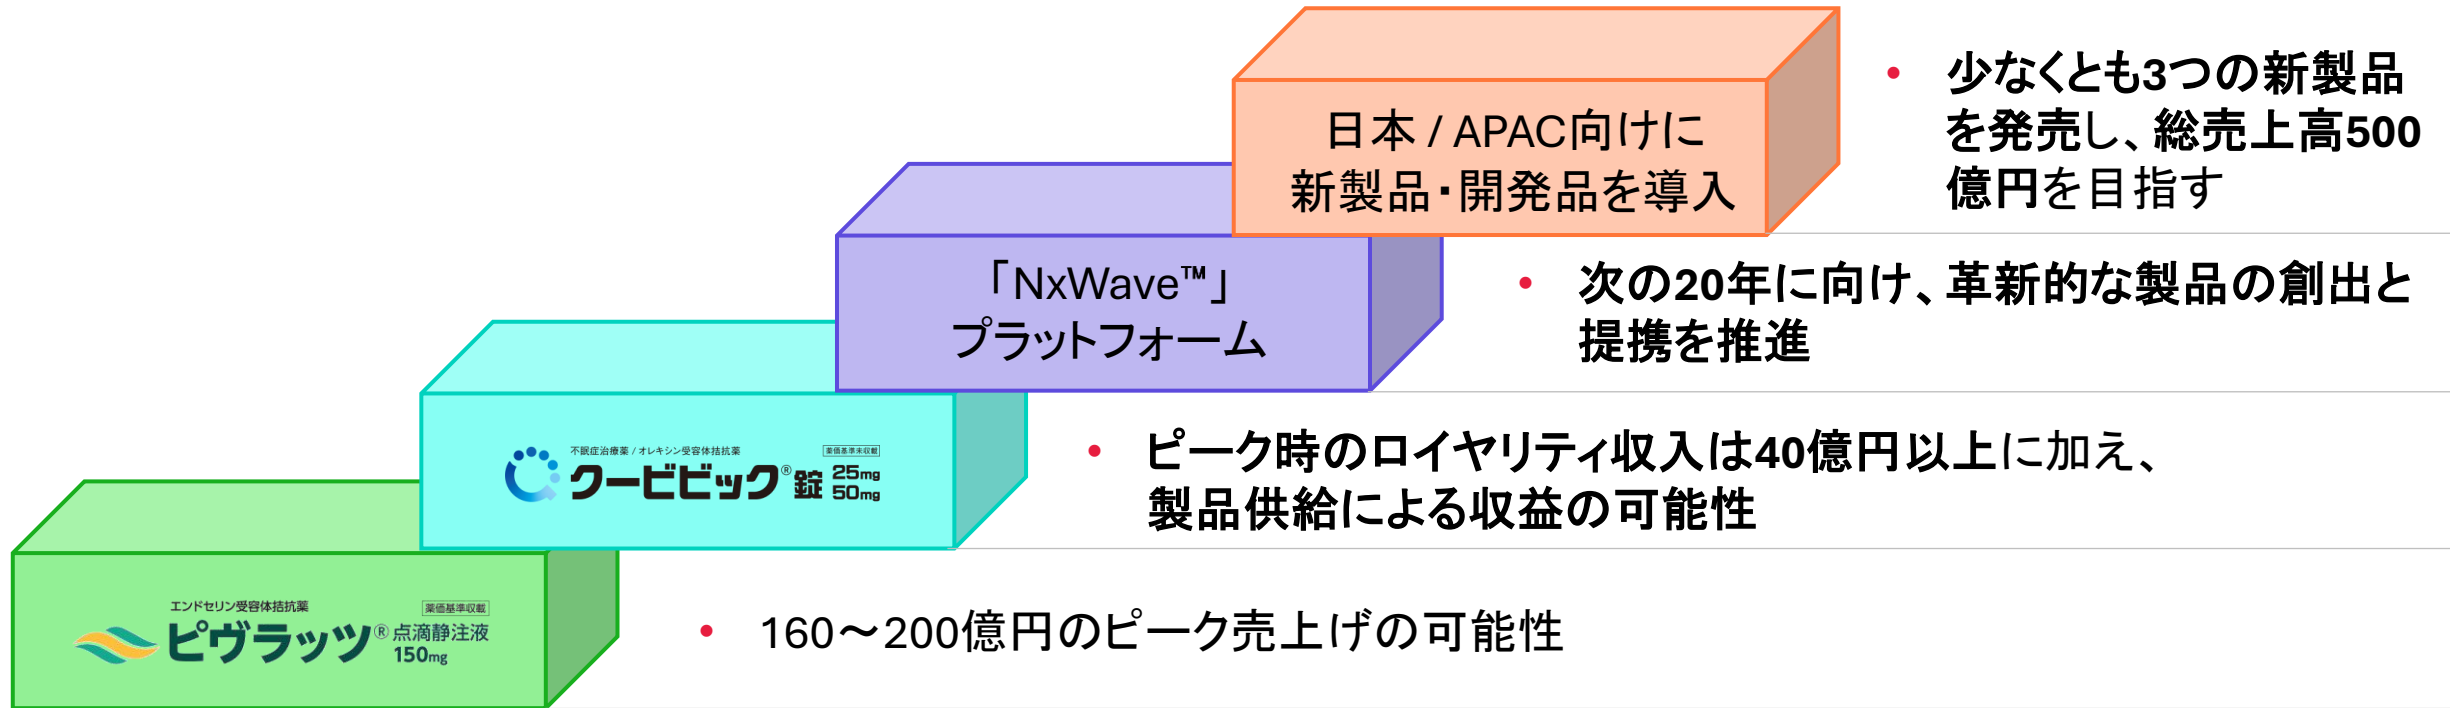 日本 / APAC向けに
新製品・開発品を導入
• 少なくとも3つの新製品
を発売し、総売上高500
億円を目指す
「NxWave™」
プラットフォーム
• 次の20年に向け、革新的な製品の創出と
提携を推進
不眠症治療薬 / オレキシン受容体拮抗薬
薬価基準未収載
クービビック®錠 25mg
50mg
• ピーク時のロイヤリティ収入は40億円以上に加え、
製品供給による収益の可能性
エンドセリン受容体拮抗薬
薬価基準収載
ピヴラッツ®点滴静注液
150mg
• 160～200億円のピーク売上げの可能性